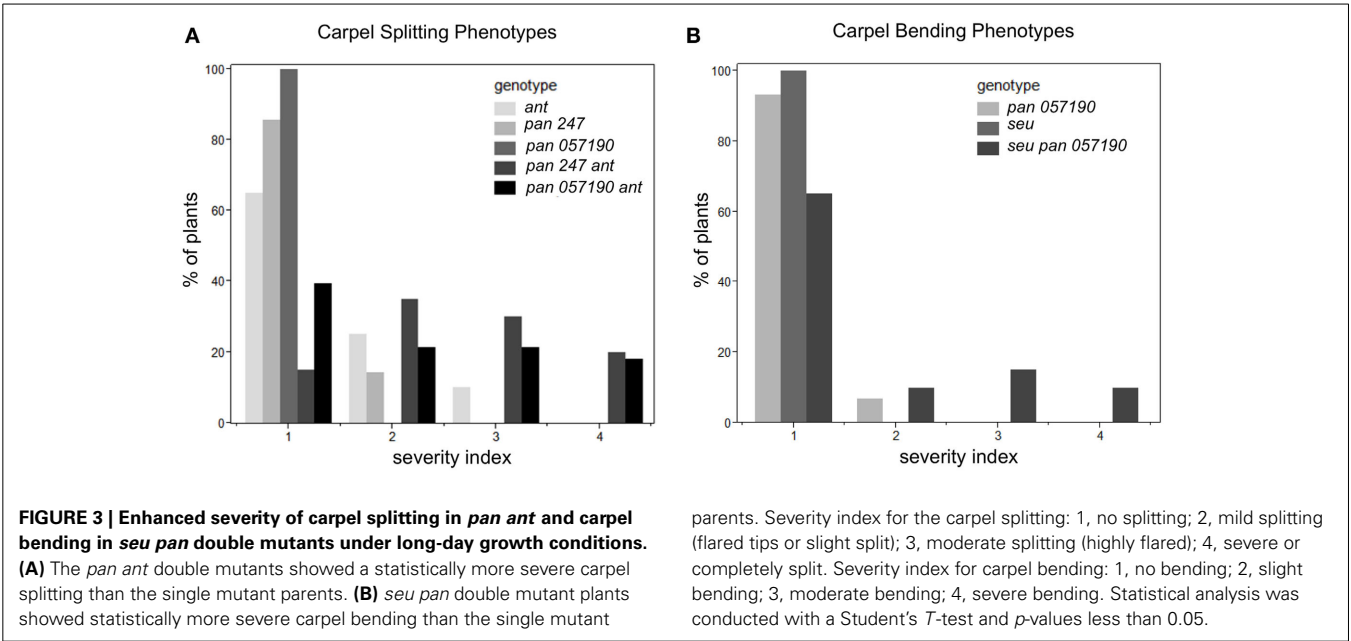 A
Carpel Splitting Phenotypes
100
80
60
40
20
0
% of plants
genotype
ant
pan 247
pan 057190
pan 247 ant
pan 057190 ant
1 2 3 4
severity index
B
Carpel Bending Phenotypes
100
80
60
40
20
0
% of plants
genotype
pan 057190
seu
seu pan 057190
1 2 3 4
severity index
FIGURE 3 | Enhanced severity of carpel splitting in pan ant and carpel
bending in seu pan double mutants under long-day growth conditions.
(A) The pan ant double mutants showed a statistically more severe carpel
splitting than the single mutant parents. (B) seu pan double mutant plants
showed statistically more severe carpel bending than the single mutant
parents. Severity index for the carpel splitting: 1, no splitting; 2, mild splitting
(flared tips or slight split); 3, moderate splitting (highly flared); 4, severe or
completely split. Severity index for carpel bending: 1, no bending; 2, slight
bending; 3, moderate bending; 4, severe bending. Statistical analysis was
conducted with a Student's T-test and p-values less than 0.05.